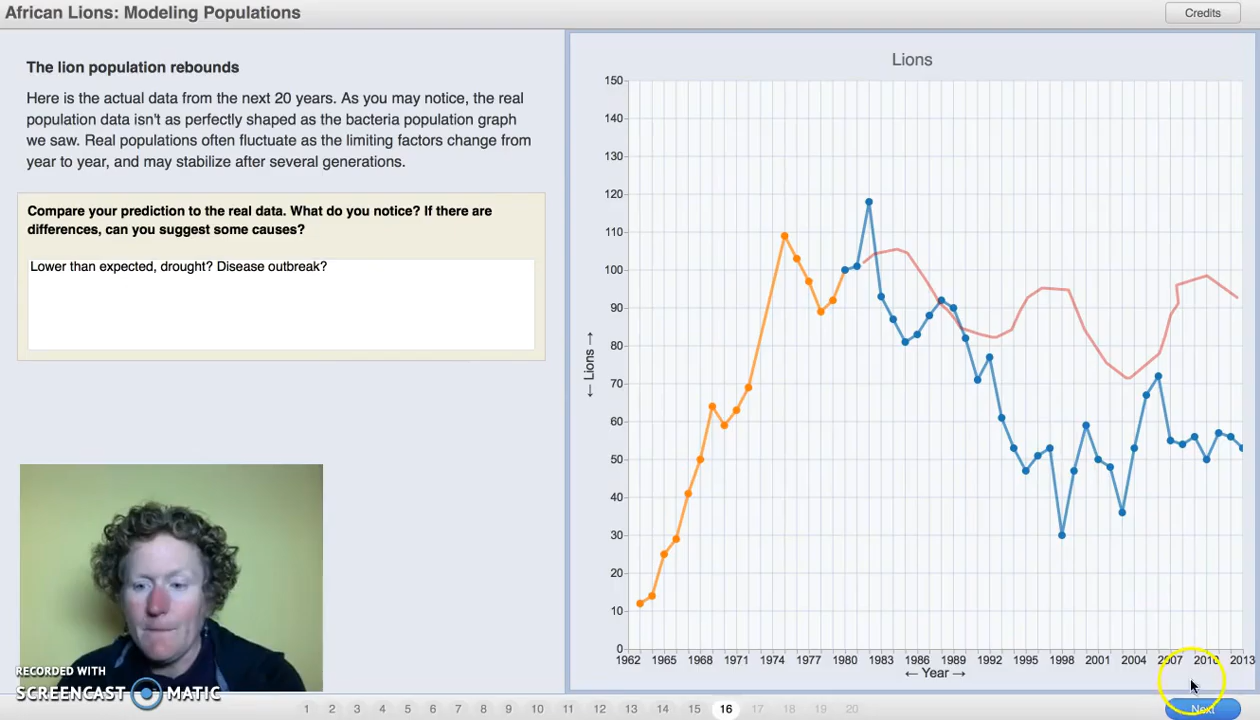 African Lions: Modeling Populations
Credits
The lion population rebounds
Here is the actual data from the next 20 years. As you may notice, the real
population data isn't as perfectly shaped as the bacteria population graph
we saw. Real populations often fluctuate as the limiting factors change from
year to year, and may stabilize after several generations.
Compare your prediction to the real data. What do you notice? If there are
differences, can you suggest some causes?
Lower than expected, drought? Disease outbreak?
Lions
150
140
130
120
110
100
90
80
70
60
50
40
30
20
10
0
← Lions →
1962 1965 1968 1971 1974 1977 1980 1983 1986 1989 1992 1995 1998 2001 2004 2007 2010 2013
← Year →
RECORDED WITH
SCREENCAST MATIC
1 2 3 4 5 6 7 8 9 10 11 12 13 14 15 16 17 18 19 20
Next